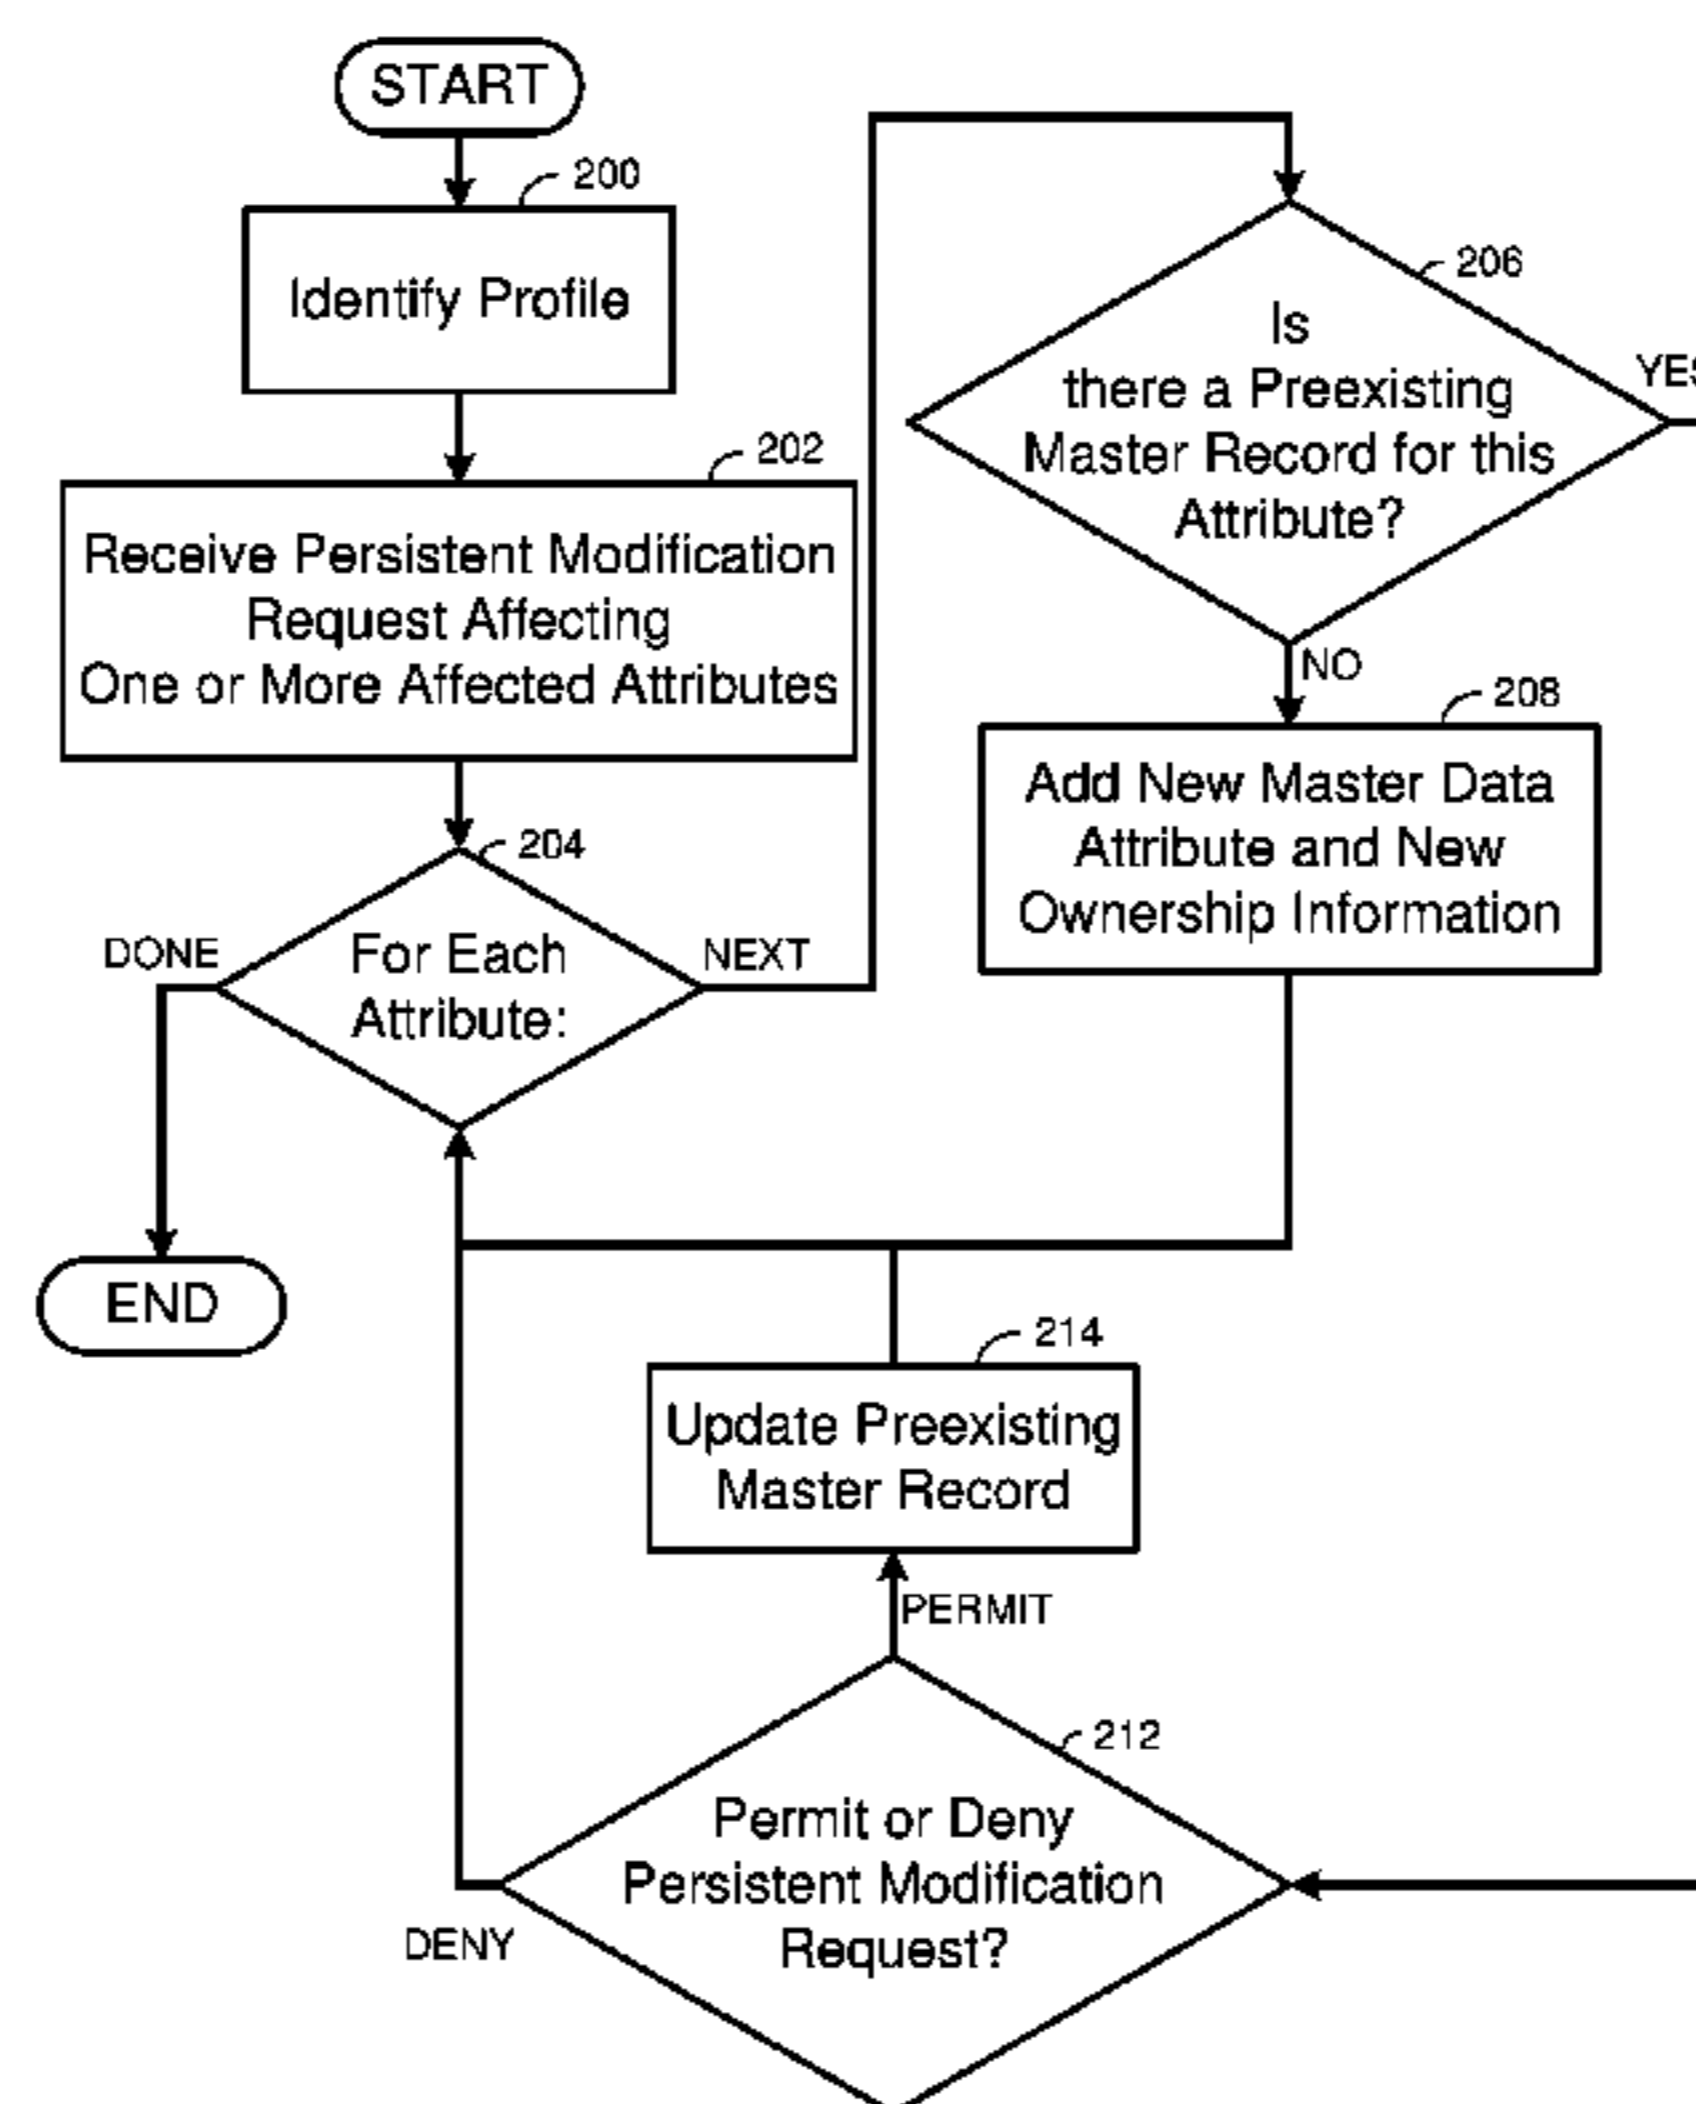 START
200
Identify Profile
202
Receive Persistent Modification
Request Affecting
One or More Affected Attributes
204
For Each
Attribute:
DONE
NEXT
END
206
Is
there a Preexisting
Master Record for this
Attribute?
YES
NO
208
Add New Master Data
Attribute and New
Ownership Information
214
Update Preexisting
Master Record
PERMIT
212
Permit or Deny
Persistent Modification
Request?
DENY